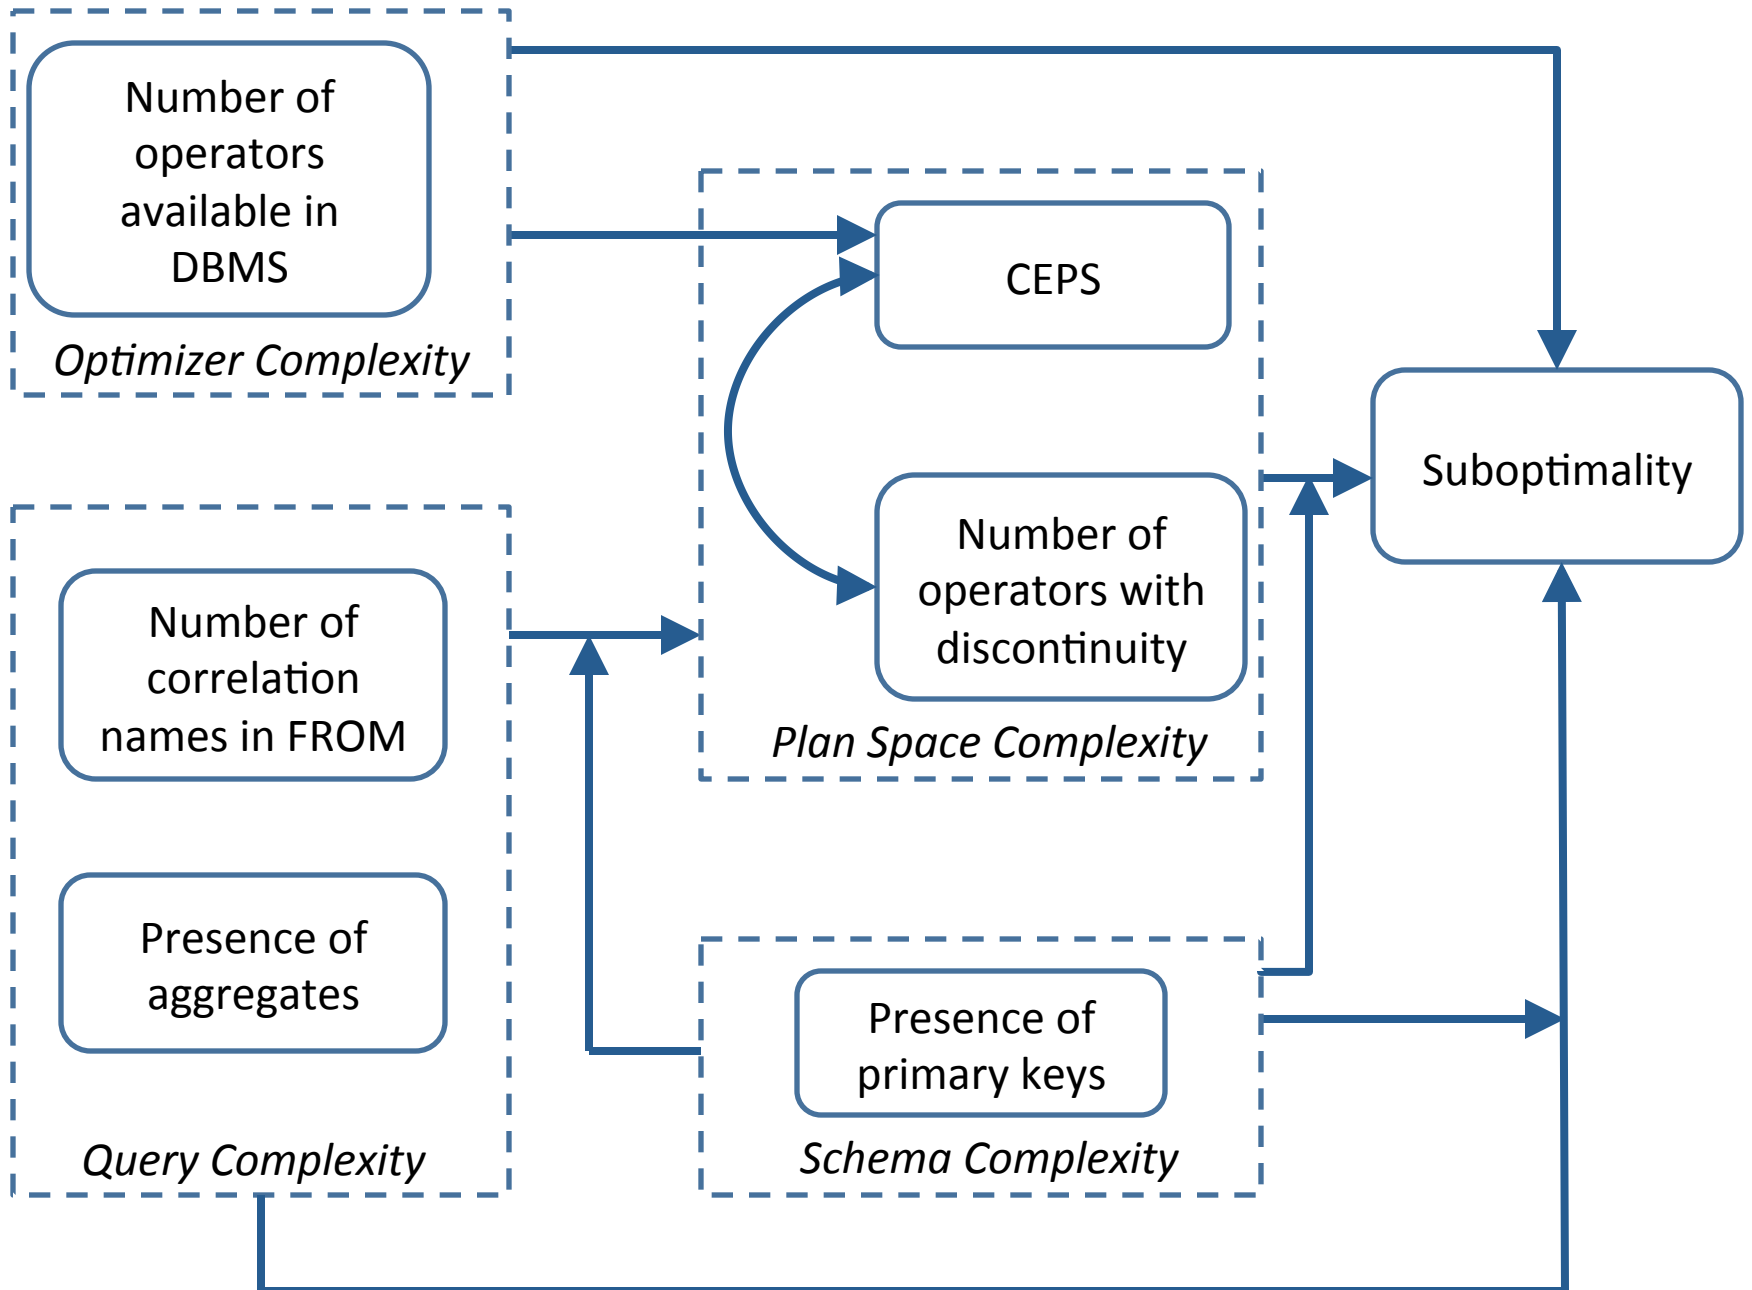 Number of
operators
available in
DBMS
Optimizer Complexity
CEPS
Number of
operators with
discontinuity
Plan Space Complexity
Suboptimality
Number of
correlation
names in FROM
Presence of
aggregates
Query Complexity
Presence of
primary keys
Schema Complexity